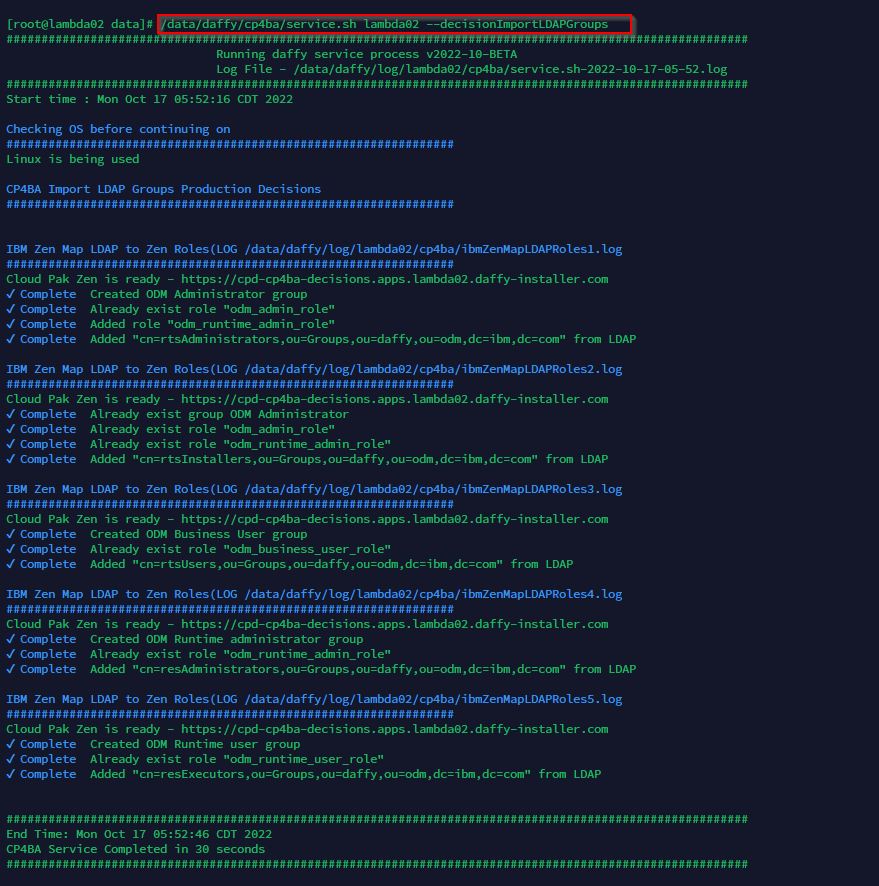 [root@lambda02 data]# /data/daffy/cp4ba/service.sh lambda02 --decisionImportLDAPGroups
##########################################################################################################
Running daffy service process v2022-10-BETA
Log File - /data/daffy/log/lambda02/cp4ba/service.sh-2022-10-17-05-52.log
##########################################################################################################
Start time : Mon Oct 17 05:52:16 CDT 2022
Checking OS before continuing on
################################################################
Linux is being used
CP4BA Import LDAP Groups Production Decisions
################################################################
IBM Zen Map LDAP to Zen Roles(LOG /data/daffy/log/lambda02/cp4ba/ibmZenMapLDAPRoles1.log
################################################################
Cloud Pak Zen is ready - https://cpd-cp4ba-decisions.apps.lambda02.daffy-installer.com
✓ Complete  Created ODM Administrator group
✓ Complete  Already exist role "odm_admin_role"
✓ Complete  Added role "odm_runtime_admin_role"
✓ Complete  Added "cn=rtsAdministrators,ou=Groups,ou=daffy,ou=odm,dc=ibm,dc=com" from LDAP
IBM Zen Map LDAP to Zen Roles(LOG /data/daffy/log/lambda02/cp4ba/ibmZenMapLDAPRoles2.log
################################################################
Cloud Pak Zen is ready - https://cpd-cp4ba-decisions.apps.lambda02.daffy-installer.com
✓ Complete  Already exist group ODM Administrator
✓ Complete  Already exist role "odm_admin_role"
✓ Complete  Already exist role "odm_runtime_admin_role"
✓ Complete  Added "cn=rtsInstallers,ou=Groups,ou=daffy,ou=odm,dc=ibm,dc=com" from LDAP
IBM Zen Map LDAP to Zen Roles(LOG /data/daffy/log/lambda02/cp4ba/ibmZenMapLDAPRoles3.log
################################################################
Cloud Pak Zen is ready - https://cpd-cp4ba-decisions.apps.lambda02.daffy-installer.com
✓ Complete  Created ODM Business User group
✓ Complete  Already exist role "odm_business_user_role"
✓ Complete  Added "cn=rtsUsers,ou=Groups,ou=daffy,ou=odm,dc=ibm,dc=com" from LDAP
IBM Zen Map LDAP to Zen Roles(LOG /data/daffy/log/lambda02/cp4ba/ibmZenMapLDAPRoles4.log
################################################################
Cloud Pak Zen is ready - https://cpd-cp4ba-decisions.apps.lambda02.daffy-installer.com
✓ Complete  Created ODM Runtime administrator group
✓ Complete  Already exist role "odm_runtime_admin_role"
✓ Complete  Added "cn=resAdministrators,ou=Groups,ou=daffy,ou=odm,dc=ibm,dc=com" from LDAP
IBM Zen Map LDAP to Zen Roles(LOG /data/daffy/log/lambda02/cp4ba/ibmZenMapLDAPRoles5.log
################################################################
Cloud Pak Zen is ready - https://cpd-cp4ba-decisions.apps.lambda02.daffy-installer.com
✓ Complete  Created ODM Runtime user group
✓ Complete  Already exist role "odm_runtime_user_role"
✓ Complete  Added "cn=resExecutors,ou=Groups,ou=daffy,ou=odm,dc=ibm,dc=com" from LDAP
##########################################################################################################
End Time: Mon Oct 17 05:52:46 CDT 2022
CP4BA Service Completed in 30 seconds
##########################################################################################################